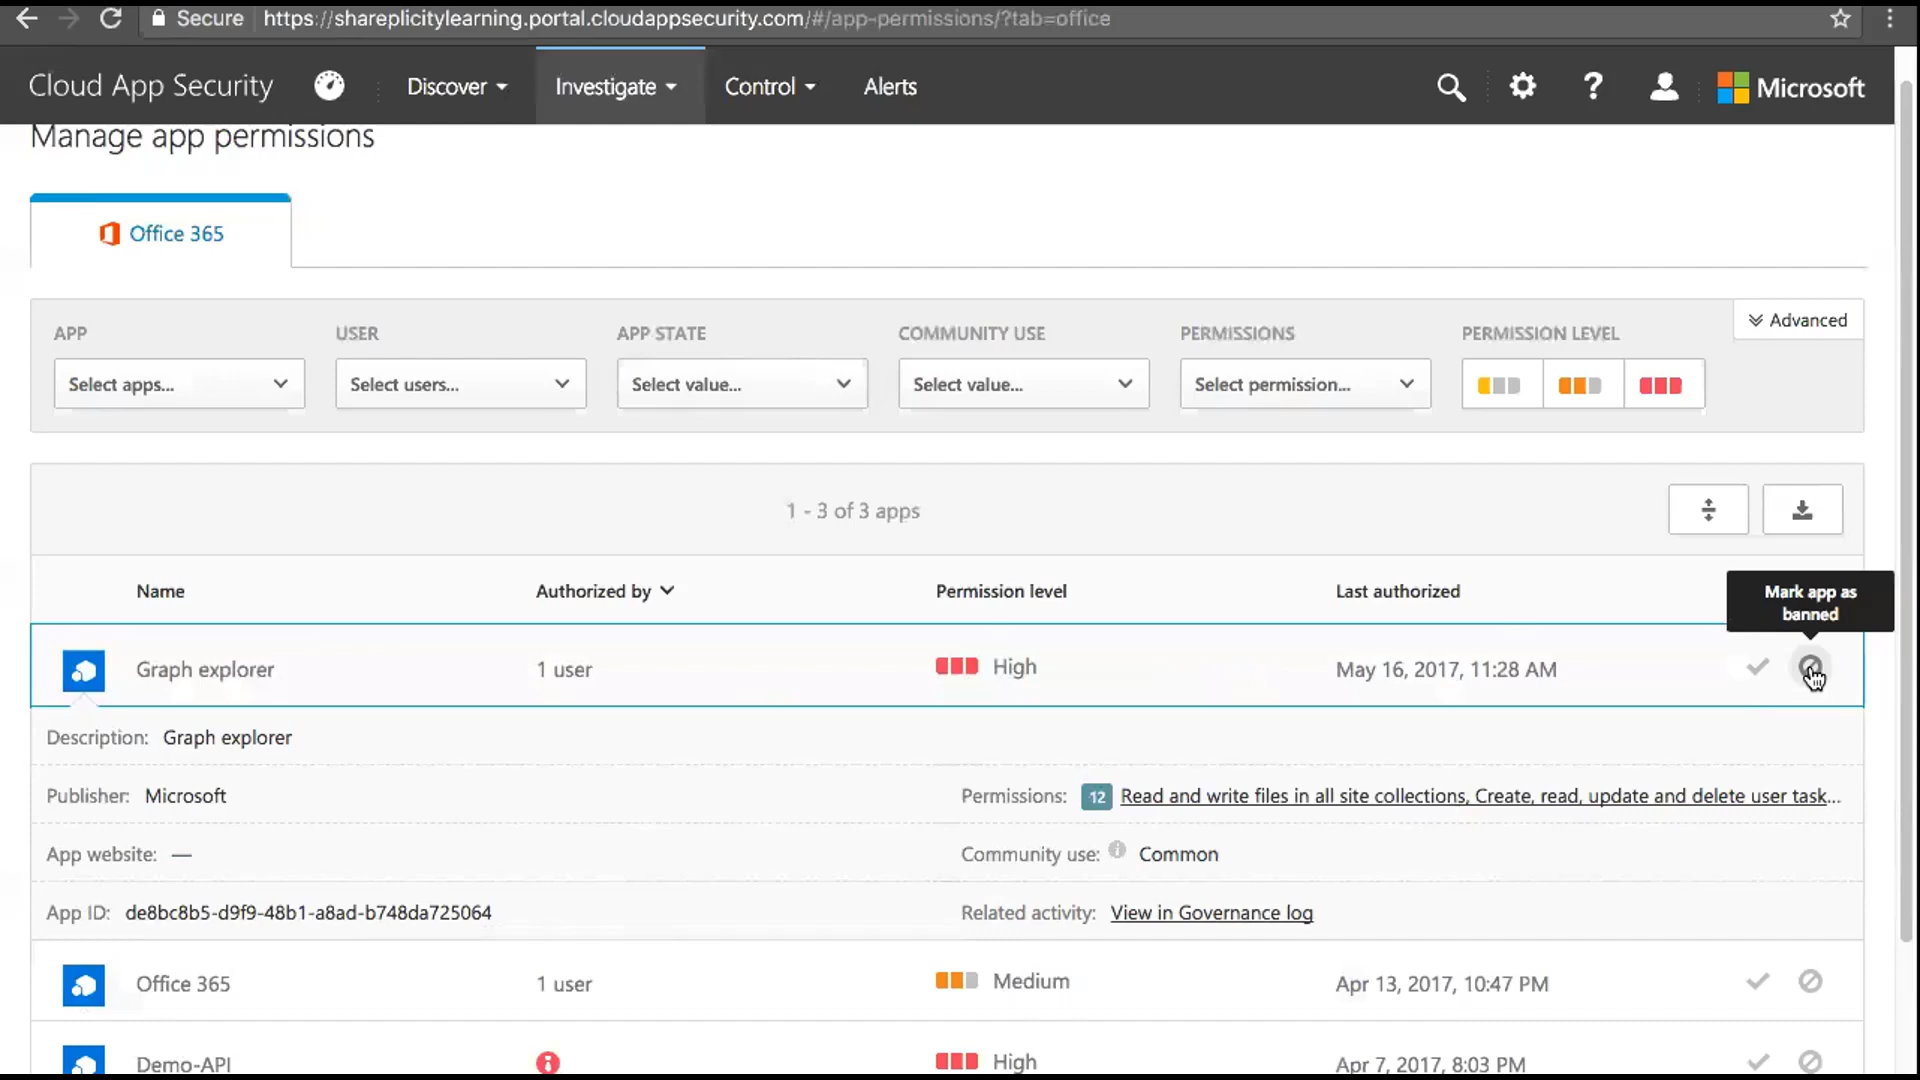 Secure https://shareplicitylearning.portal.cloudappsecurity.com/#/app-permissions/?tab=office
Cloud App Security Discover Investigate Control Alerts ? Microsoft
Manage app permissions
Office 365
Advanced
APP USER APP STATE COMMUNITY USE PERMISSIONS PERMISSION LEVEL
Select apps... Select users... Select value... Select value... Select permission...
1 - 3 of 3 apps
Name Authorized by Permission level Last authorized
Mark app as
banned
Graph explorer 1 user High May 16, 2017, 11:28 AM
Description: Graph explorer
Publisher: Microsoft Permissions: 12 Read and write files in all site collections, Create, read, update and delete user task...
App website: — Community use: Common
App ID: de8bc8b5-d9f9-48b1-a8ad-b748da725064 Related activity: View in Governance log
Office 365 1 user Medium Apr 13, 2017, 10:47 PM
Demo-API High Apr 7, 2017, 8:03 PM